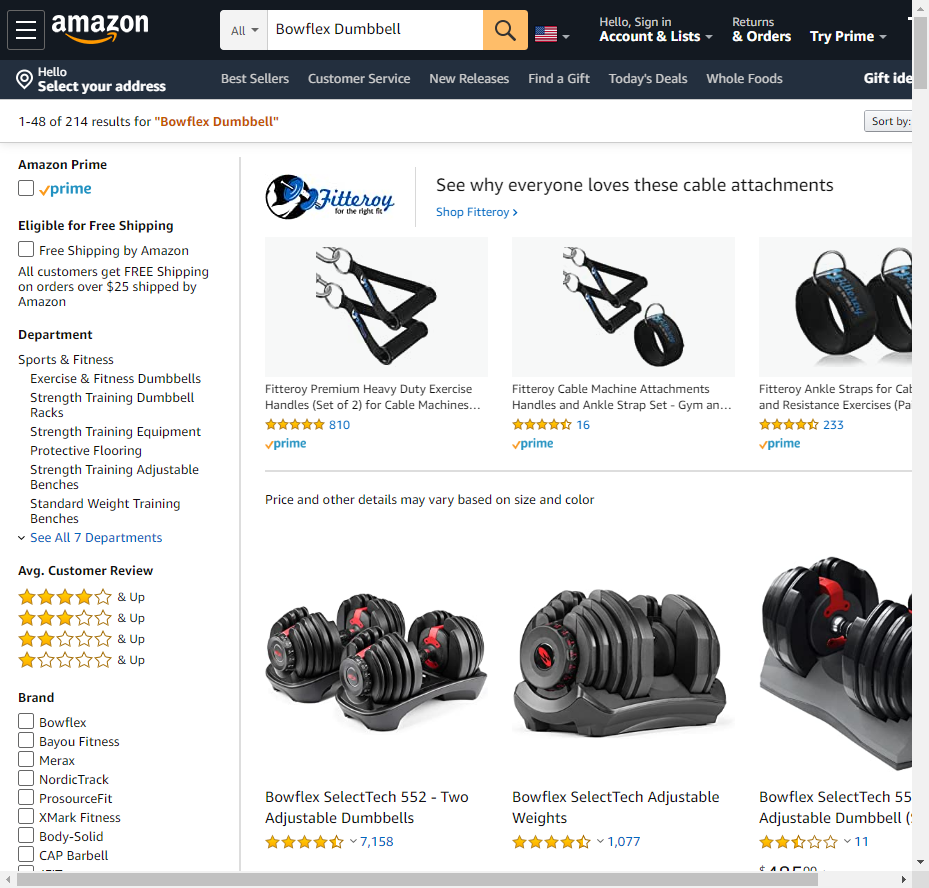 amazon
All
Bowflex Dumbbell
Hello, Sign in
Account & Lists
Returns
& Orders
Try Prime
Hello
Select your address
Best Sellers
Customer Service
New Releases
Find a Gift
Today's Deals
Whole Foods
Gift ide
1-48 of 214 results for "Bowflex Dumbbell"
Sort by:
Amazon Prime
prime
Eligible for Free Shipping
Free Shipping by Amazon
All customers get FREE Shipping
on orders over $25 shipped by
Amazon
Department
Sports & Fitness
Exercise & Fitness Dumbbells
Strength Training Dumbbell
Racks
Strength Training Equipment
Protective Flooring
Strength Training Adjustable
Benches
Standard Weight Training
Benches
See All 7 Departments
Avg. Customer Review
& Up
& Up
& Up
& Up
Brand
Bowflex
Bayou Fitness
Merax
NordicTrack
ProsourceFit
XMark Fitness
Body-Solid
CAP Barbell
Fitteroy
for the right fit
See why everyone loves these cable attachments
Shop Fitteroy
Fitteroy Premium Heavy Duty Exercise
Handles (Set of 2) for Cable Machines...
810
prime
Fitteroy Cable Machine Attachments
Handles and Ankle Strap Set - Gym an...
16
prime
Fitteroy Ankle Straps for Cab
and Resistance Exercises (Pa
233
prime
Price and other details may vary based on size and color
Bowflex SelectTech 552 - Two
Adjustable Dumbbells
7,158
Bowflex SelectTech Adjustable
Weights
1,077
Bowflex SelectTech 55
Adjustable Dumbbell (S
11